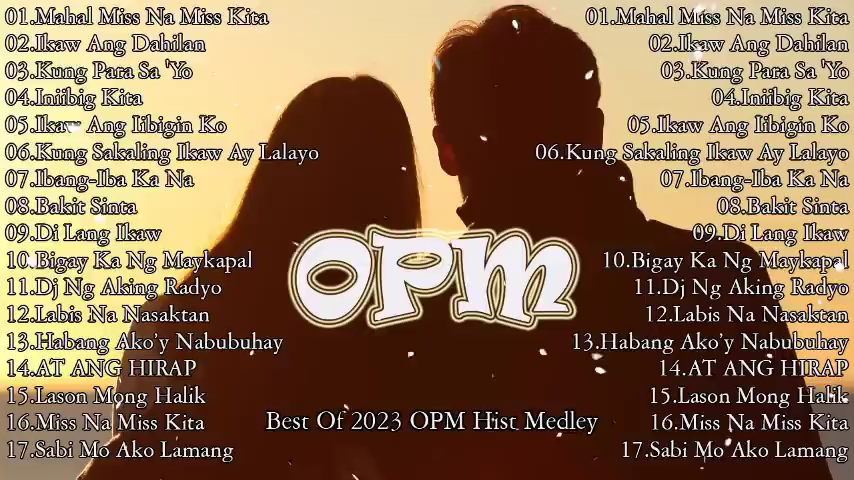 01.Mahal Miss Na Miss Kita
02.Ikaw Ang Dahilan
03.Kung Para Sa 'Yo
04.Iniibig Kita
05.Ikaw Ang Iibigin Ko
06.Kung Sakaling Ikaw Ay Lalayo
07.Ibang-Iba Ka Na
08.Bakit Sinta
09.Di Lang Ikaw
10.Bigay Ka Ng Maykapal
11.Dj Ng Aking Radyo
12.Labis Na Nasaktan
13.Habang Ako'y Nabubuhay
14.AT ANG HIRAP
15.Lason Mong Halik
16.Miss Na Miss Kita
17.Sabi Mo Ako Lamang
OPM
Best Of 2023 OPM Hist Medley
01.Mahal Miss Na Miss Kita
02.Ikaw Ang Dahilan
03.Kung Para Sa 'Yo
04.Iniibig Kita
05.Ikaw Ang Iibigin Ko
06.Kung Sakaling Ikaw Ay Lalayo
07.Ibang-Iba Ka Na
08.Bakit Sinta
09.Di Lang Ikaw
10.Bigay Ka Ng Maykapal
11.Dj Ng Aking Radyo
12.Labis Na Nasaktan
13.Habang Ako'y Nabubuhay
14.AT ANG HIRAP
15.Lason Mong Halik
16.Miss Na Miss Kita
17.Sabi Mo Ako Lamang